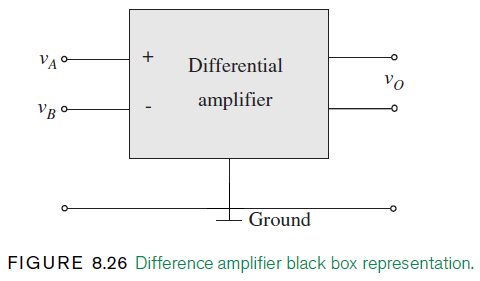 vA
+
Differential
vO
vB
-
amplifier
Ground
FIGURE 8.26 Difference amplifier black box representation.